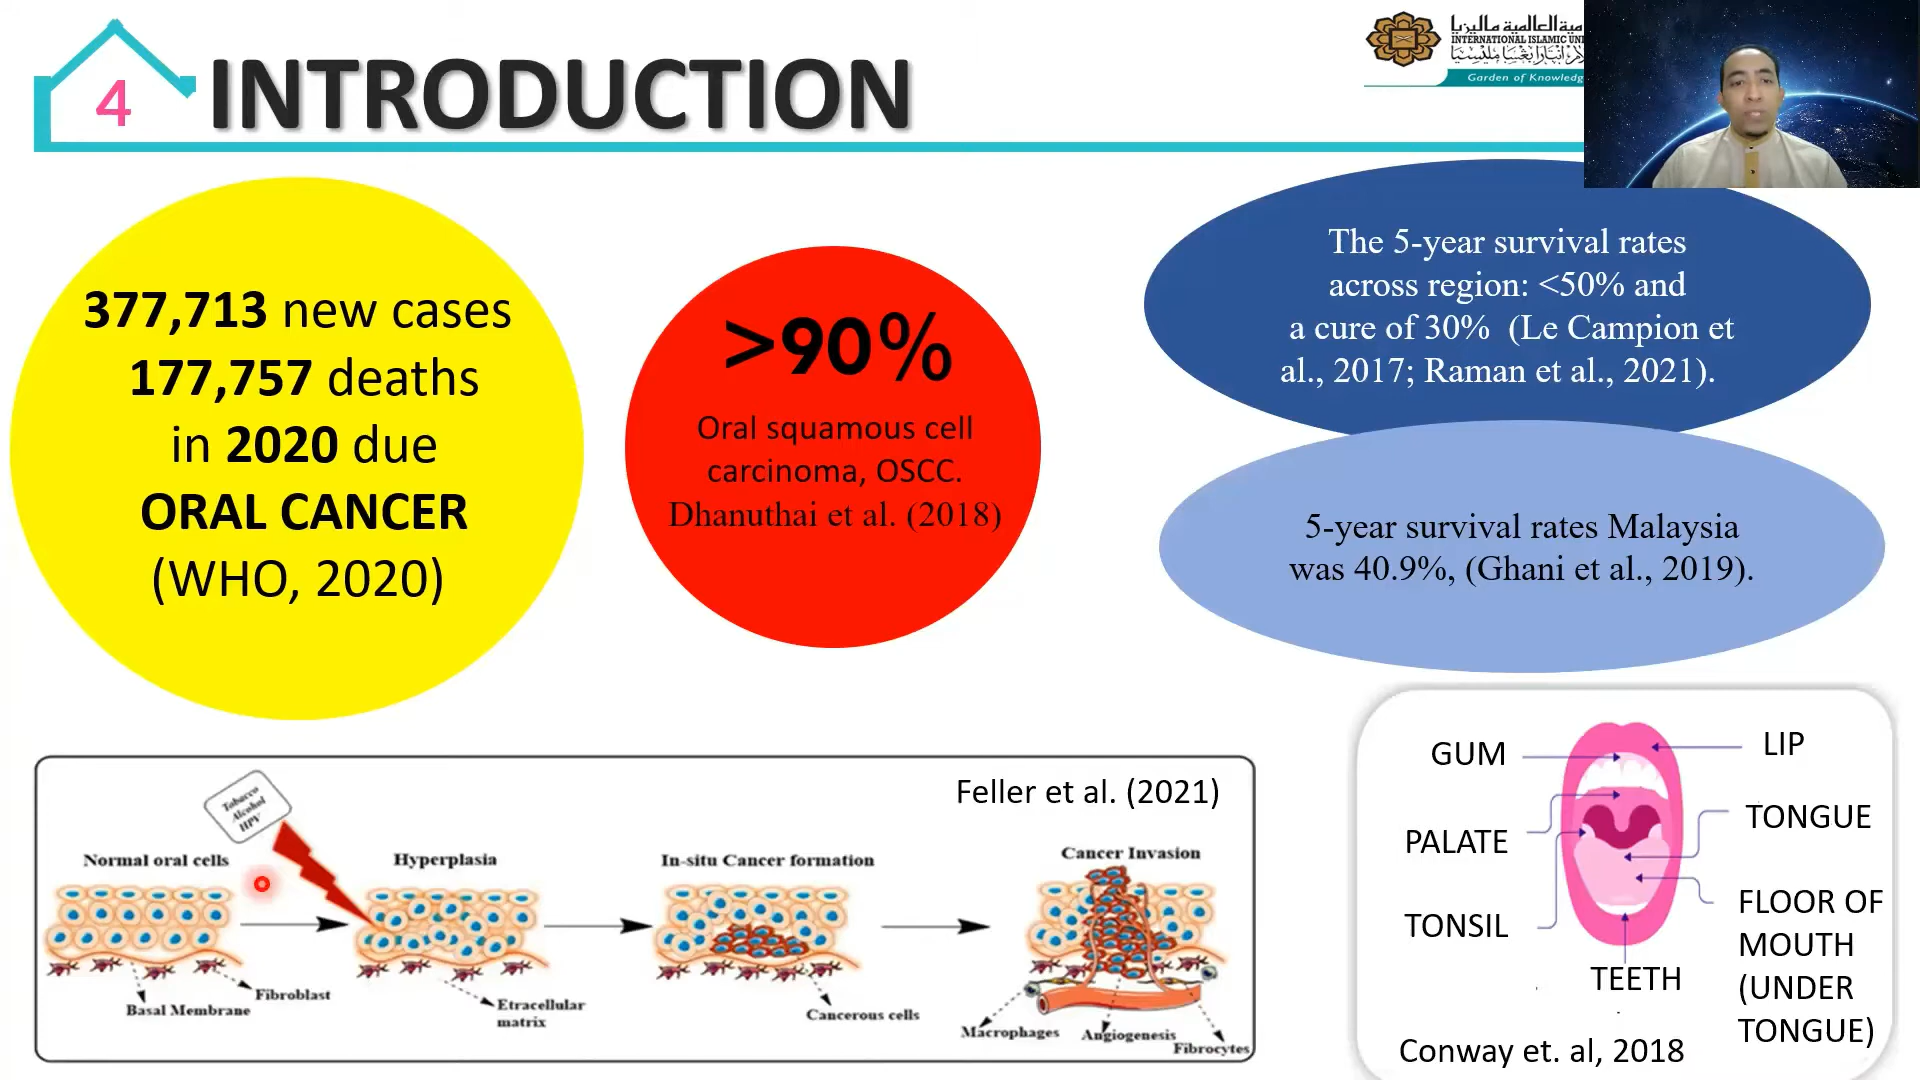 4
INTRODUCTION
العالمية ماليزيا
INTERNATIONAL ISLAMIC
Garden of Knowledg
377,713 new cases
177,757 deaths
in 2020 due
ORAL CANCER
(WHO, 2020)
>90%
Oral squamous cell
carcinoma, OSCC.
Dhanuthai et al. (2018)
The 5-year survival rates
across region: <50% and
a cure of 30% (Le Campion et
al., 2017; Raman et al., 2021).
5-year survival rates Malaysia
was 40.9%, (Ghani et al., 2019).
Feller et al. (2021)
Tobacco
Alcohol
HPV
Normal oral cells
Hyperplasia
In-situ Cancer formation
Cancer Invasion
Basal Membrane
Fibroblast
Etracellular
matrix
Cancerous cells
Macrophages
Angiogenesis
Fibrocytes
GUM
LIP
PALATE
TONGUE
TONSIL
FLOOR OF
MOUTH
(UNDER
TONGUE)
TEETH
Conway et. al, 2018